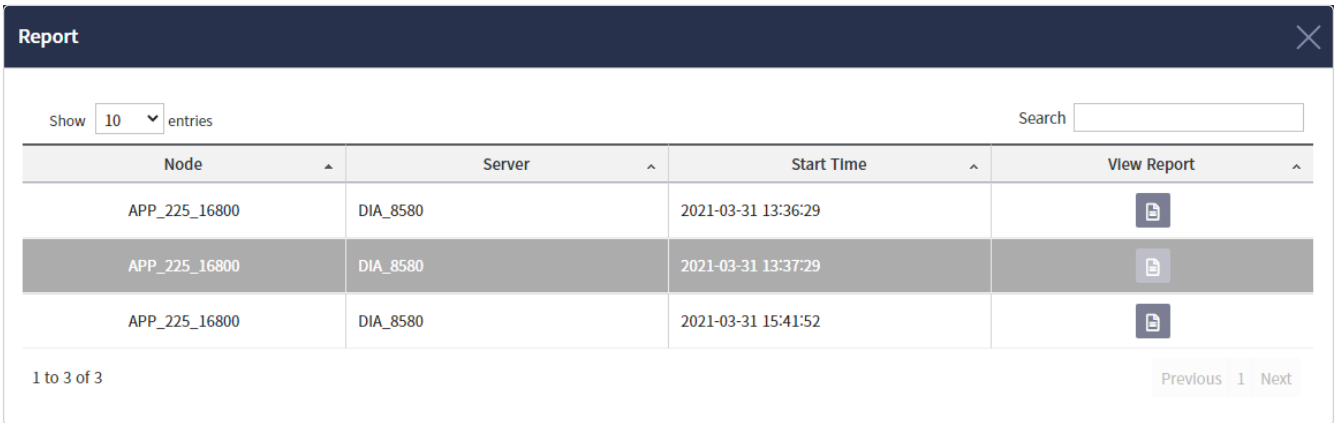 Report
Show 10 entries
Search
Node Server Start Time View Report
APP_225_16800 DIA_8580 2021-03-31 13:36:29
APP_225_16800 DIA_8580 2021-03-31 13:37:29
APP_225_16800 DIA_8580 2021-03-31 15:41:52
1 to 3 of 3
Previous 1 Next